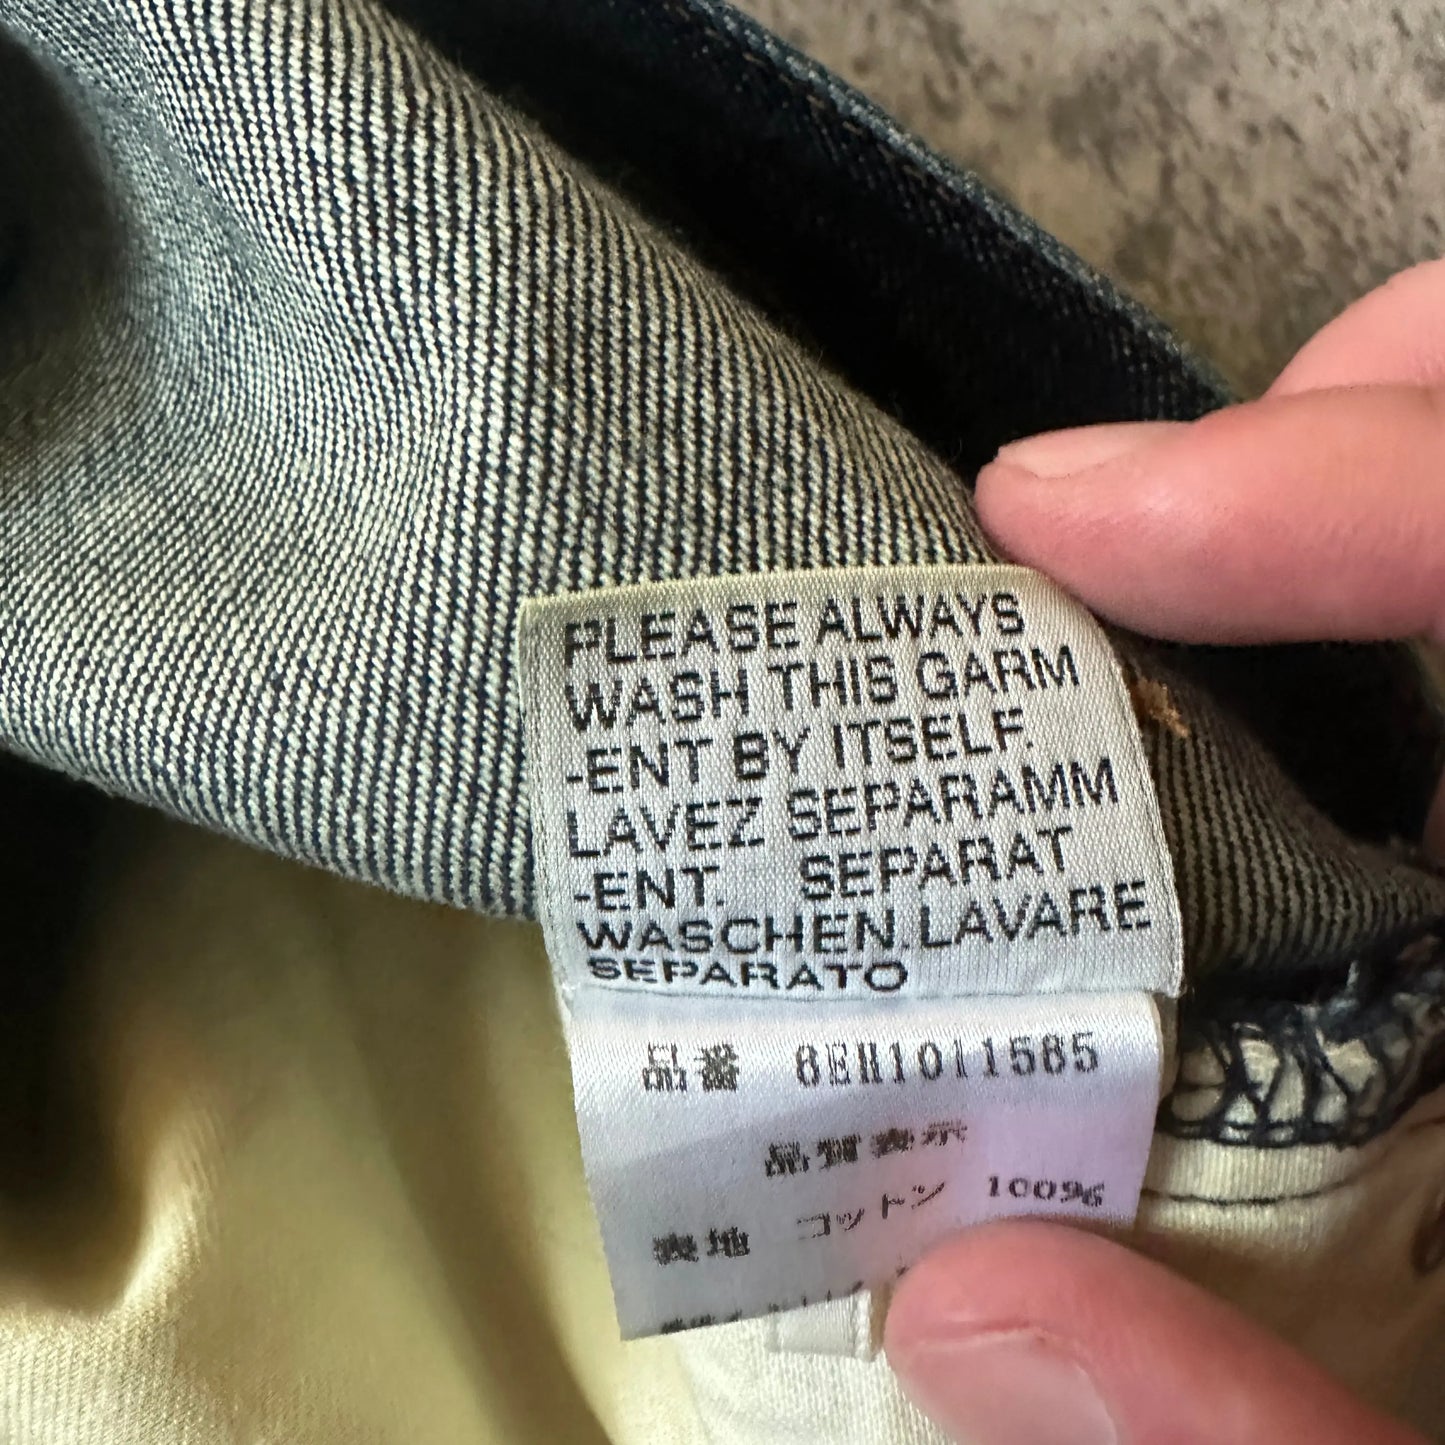 PLEASE ALWAYS
WASH THIS GARM
-ENT BY ITSELF.
LAVEZ SEPARAMM
-ENT. SEPARAT
WASCHEN.LAVARE
SEPARATO
品番 6EH1011565
品質表示
表地 コットン 100%